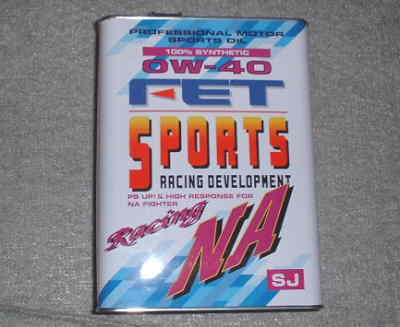 PROFESSIONAL MOTOR
SPORTS OIL
100% SYNTHETIC
0W-40
FET
SPORTS
RACING DEVELOPMENT
PS UP! & HIGH RESPONSE FOR
NA FIGHTER
Racing
NA
SJ